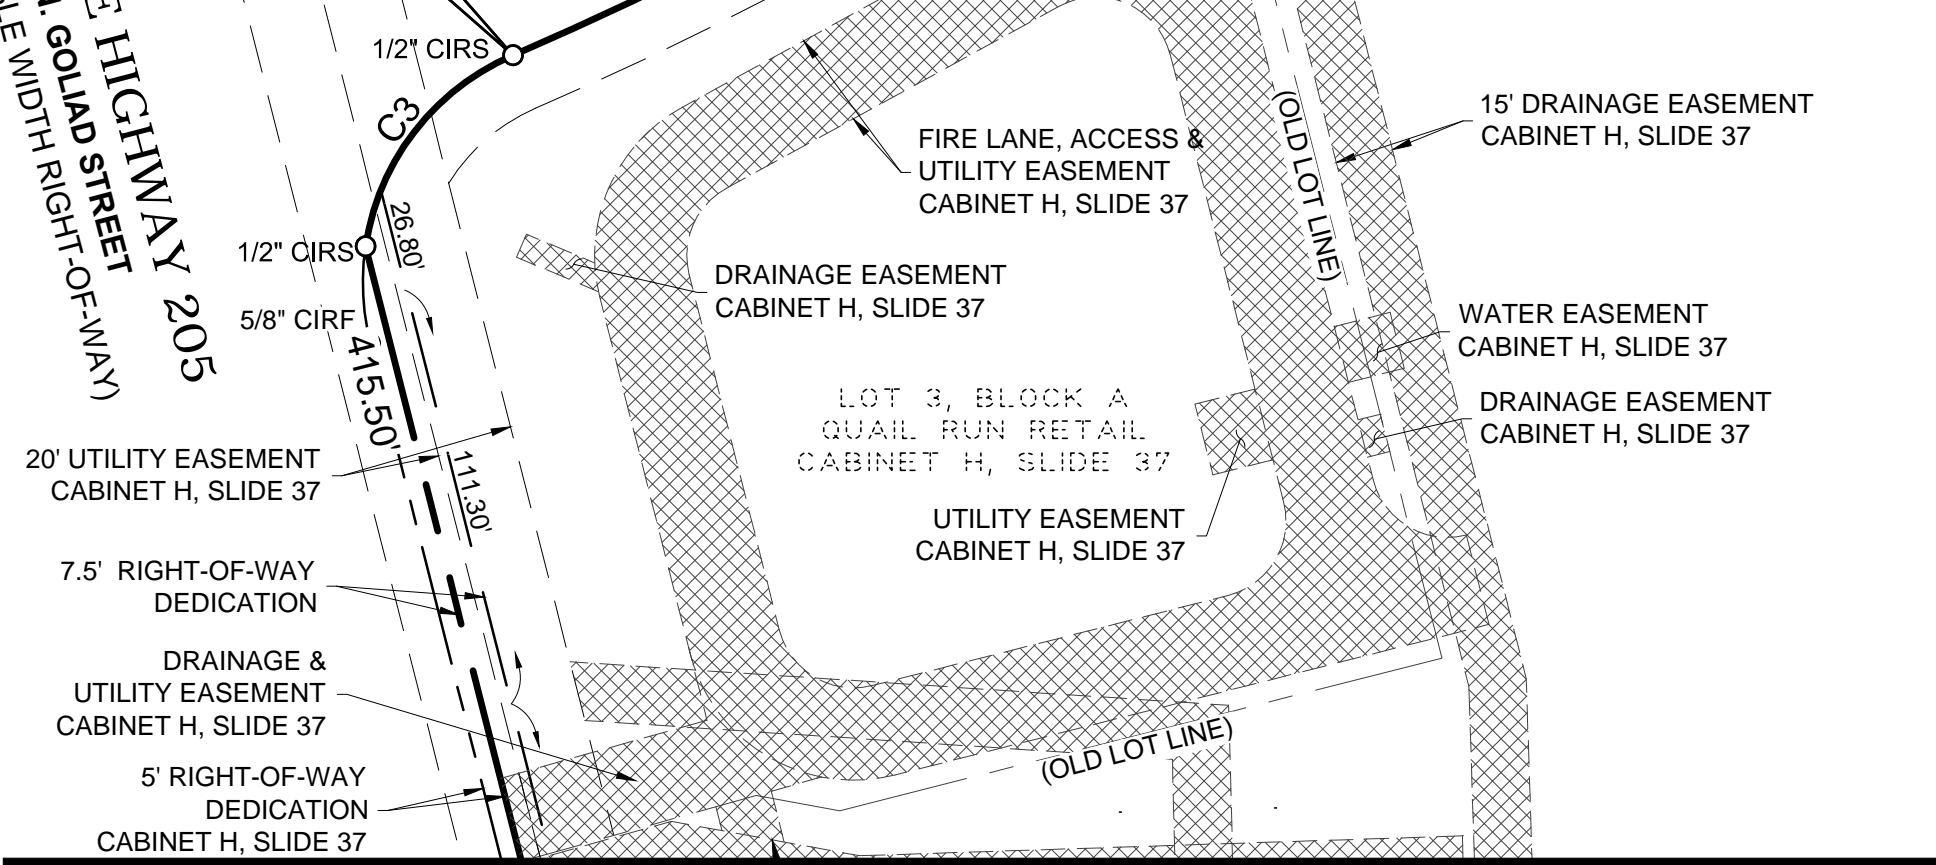 HIGHWAY 205
GOLIAD STREET
WIDTH RIGHT-OF-WAY)
1/2" CIRS
C3
1/2" CIRS
26.80'
5/8" CIRF
415.50'
111.30'
20' UTILITY EASEMENT
CABINET H, SLIDE 37
7.5' RIGHT-OF-WAY
DEDICATION
DRAINAGE &
UTILITY EASEMENT
CABINET H, SLIDE 37
5' RIGHT-OF-WAY
DEDICATION
CABINET H, SLIDE 37
FIRE LANE, ACCESS &
UTILITY EASEMENT
CABINET H, SLIDE 37
DRAINAGE EASEMENT
CABINET H, SLIDE 37
LOT 3, BLOCK A
QUAIL RUN RETAIL
CABINET H, SLIDE 37
UTILITY EASEMENT
CABINET H, SLIDE 37
(OLD LOT LINE)
(OLD LOT LINE)
15' DRAINAGE EASEMENT
CABINET H, SLIDE 37
WATER EASEMENT
CABINET H, SLIDE 37
DRAINAGE EASEMENT
CABINET H, SLIDE 37